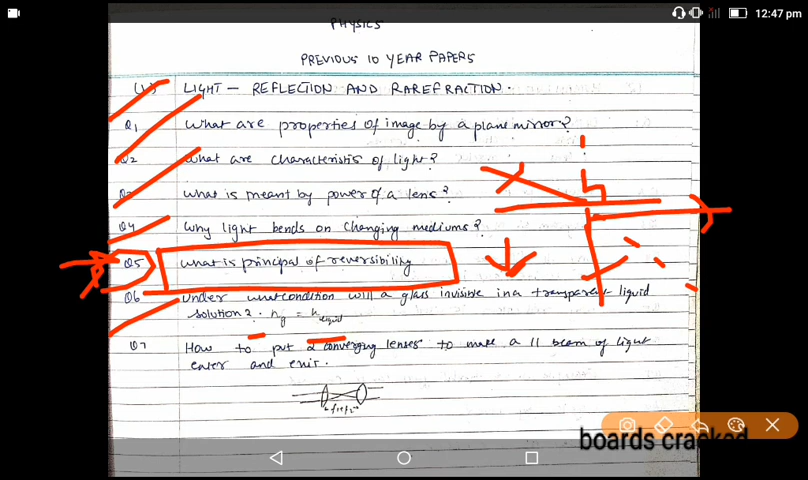 12:47 pm
PHYSICS
PREVIOUS 10 YEAR PAPERS
LIGHT - REFLECTION AND RAREFRACTION.
Q1 What are properties of image by a plane mirror?
Q2 What are characteristis of light?
What is meant by power of a lens?
Q4 Why light bends on changing mediums?
Q5 What is principal of reversibility
Q6 Under what condition will a glass invisible in a transparent liquid
solution? ng = n liquid
Q7 How to put 2 converging lenses to make a || beam of light
enter and exit.
boards cracked